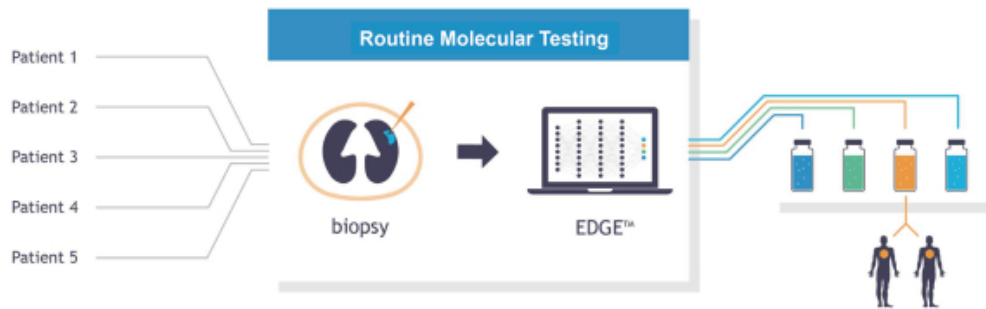 Routine Molecular Testing
Patient 1
Patient 2
Patient 3
Patient 4
Patient 5
biopsy
EDGE™